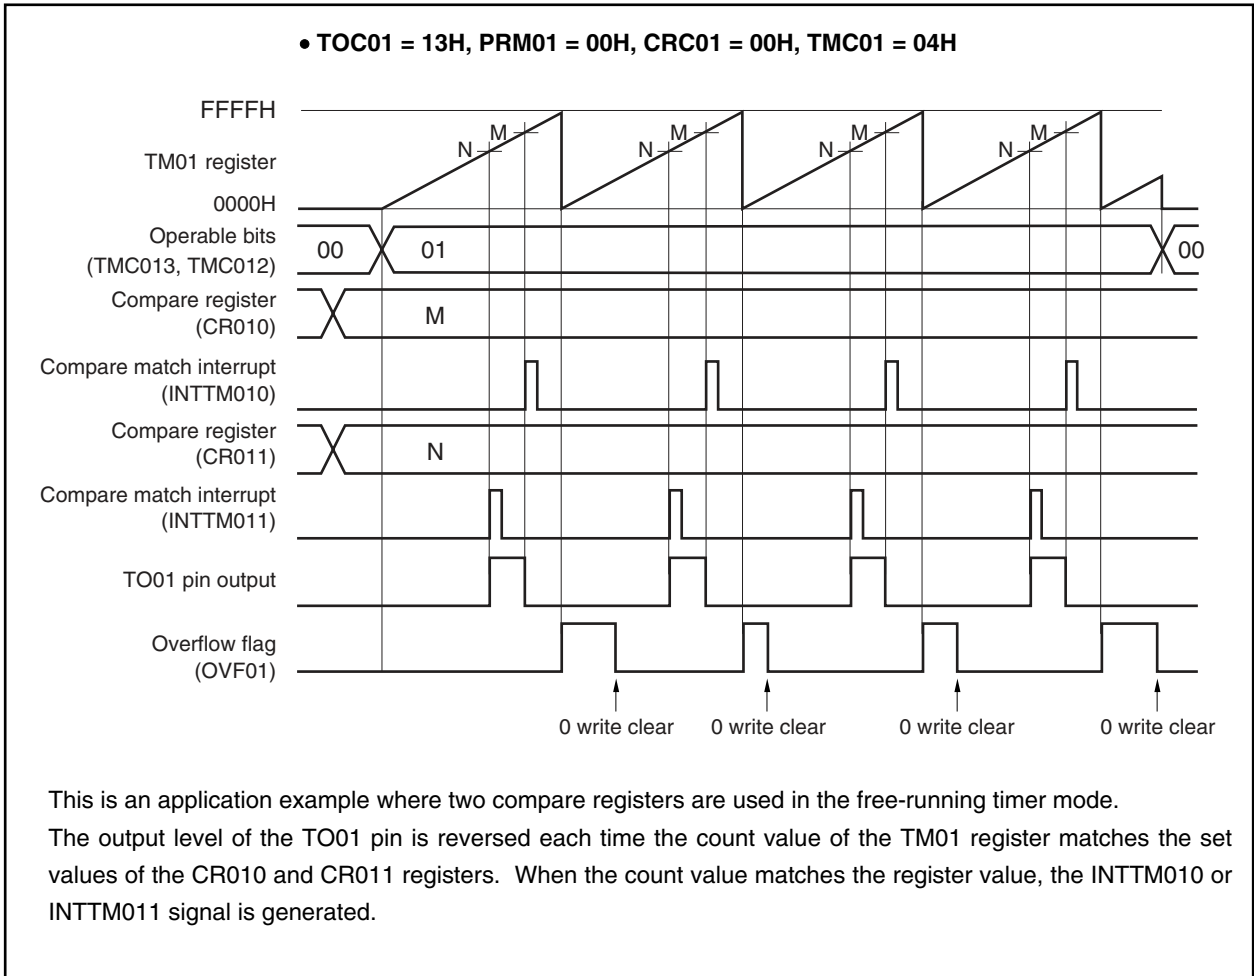 • TOC01 = 13H, PRM01 = 00H, CRC01 = 00H, TMC01 = 04H
FFFFH
M M M M
N N N N
TM01 register
0000H
Operable bits
(TMC013, TMC012)
00 01 00
Compare register
(CR010)
M
Compare match interrupt
(INTTM010)
Compare register
(CR011)
N
Compare match interrupt
(INTTM011)
TO01 pin output
Overflow flag
(OVF01)
0 write clear 0 write clear 0 write clear 0 write clear
This is an application example where two compare registers are used in the free-running timer mode.
The output level of the TO01 pin is reversed each time the count value of the TM01 register matches the set
values of the CR010 and CR011 registers. When the count value matches the register value, the INTTM010 or
INTTM011 signal is generated.